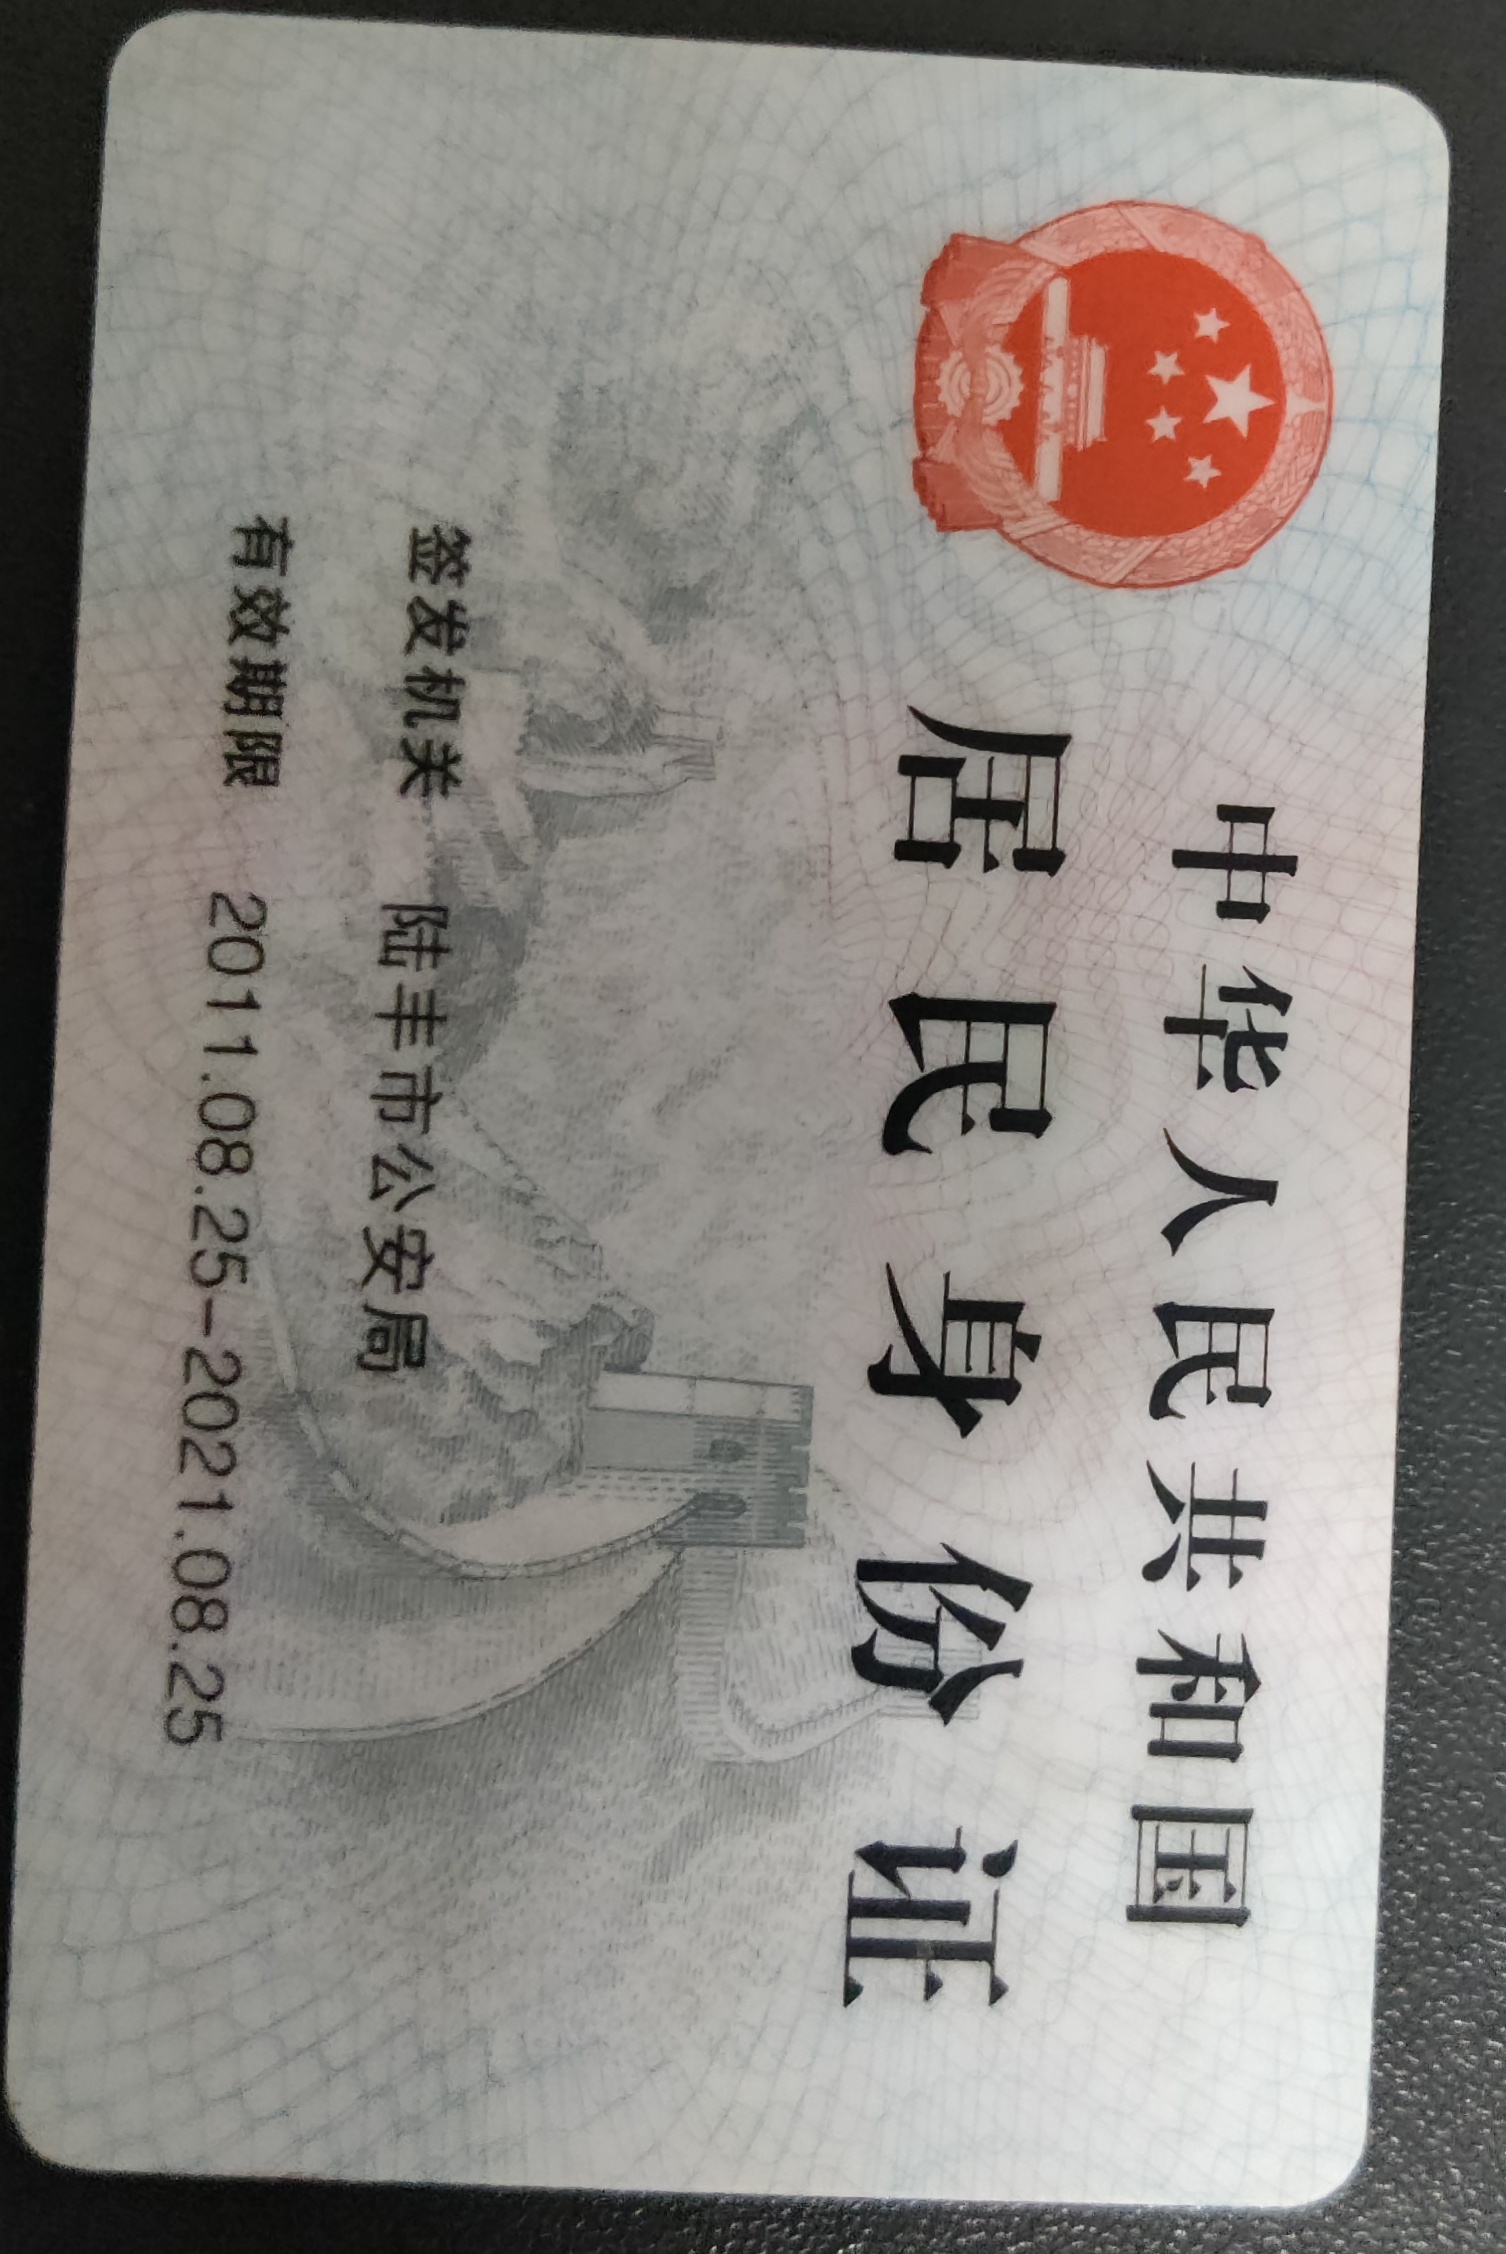 中华人民共和国
居民身份证
签发机关 陆丰市公安局
有效期限 2011.08.25-2021.08.25